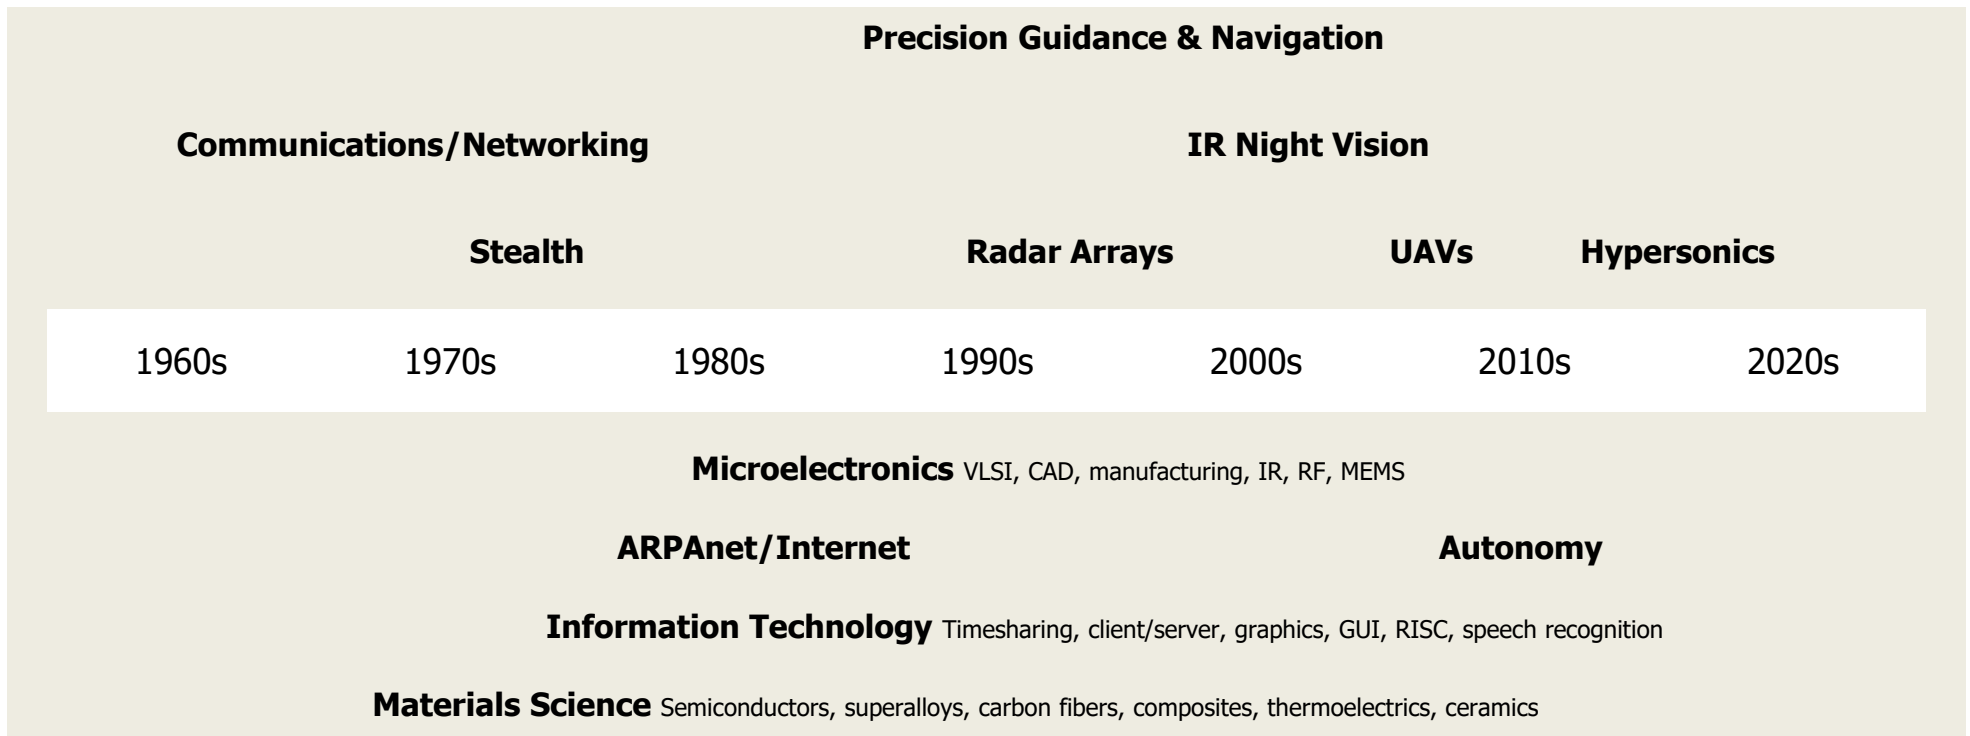 Precision Guidance & Navigation
Communications/Networking IR Night Vision
Stealth Radar Arrays UAVs Hypersonics
1960s 1970s 1980s 1990s 2000s 2010s 2020s
Microelectronics VLSI, CAD, manufacturing, IR, RF, MEMS
ARPAnet/Internet Autonomy
Information Technology Timesharing, client/server, graphics, GUI, RISC, speech recognition
Materials Science Semiconductors, superalloys, carbon fibers, composites, thermoelectrics, ceramics